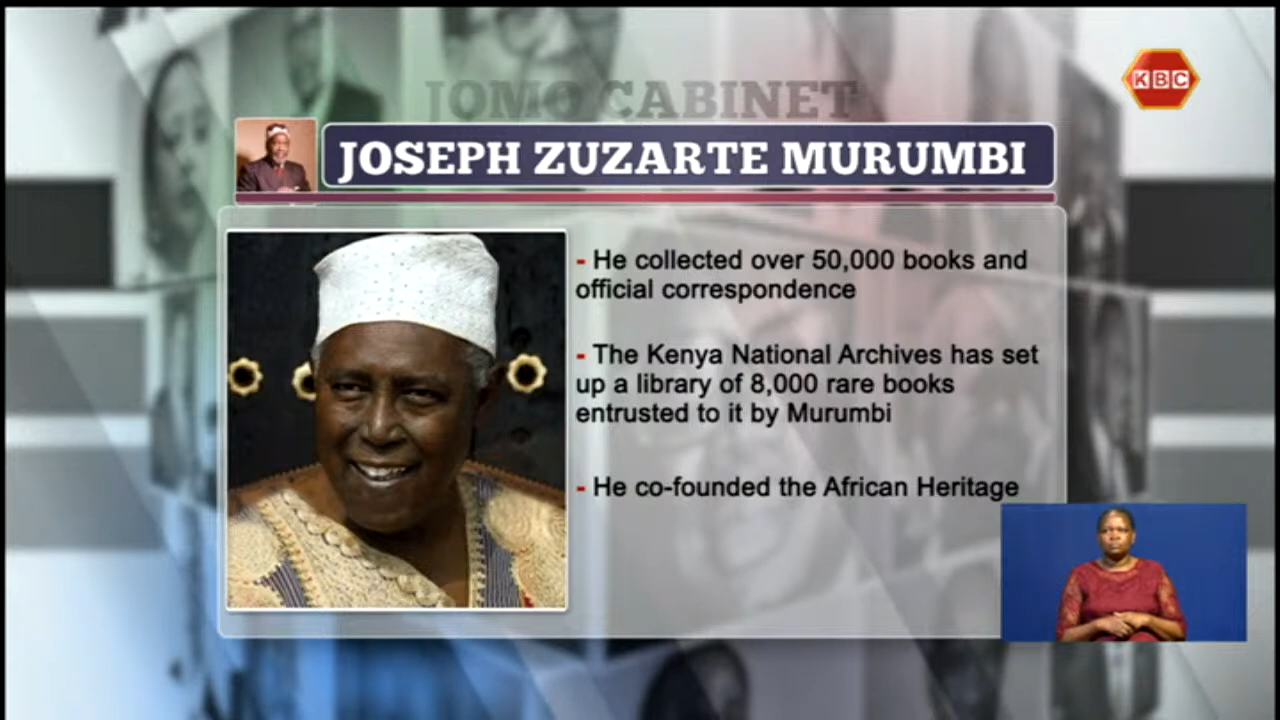 JOMO CABINET
KBC
JOSEPH ZUZARTE MURUMBI
- He collected over 50,000 books and
official correspondence
- The Kenya National Archives has set
up a library of 8,000 rare books
entrusted to it by Murumbi
- He co-founded the African Heritage